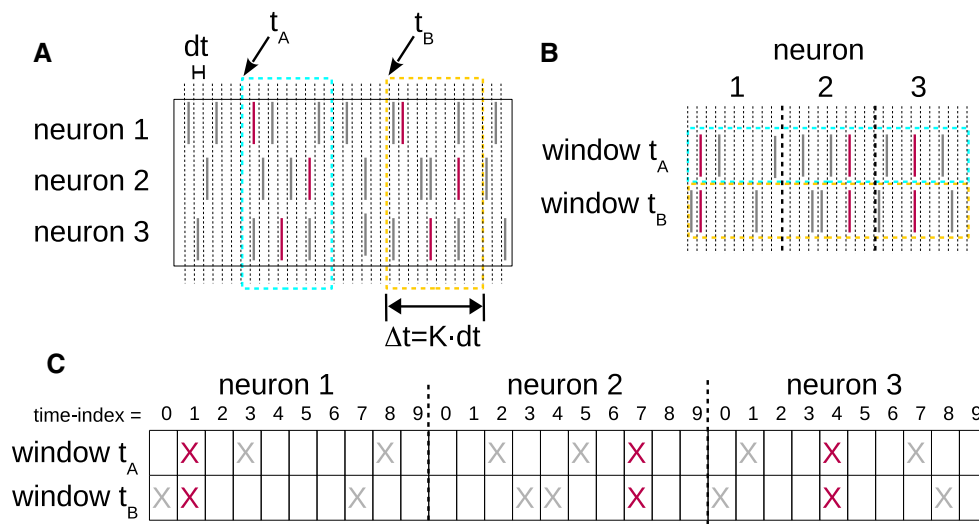 A
dt
t_A
t_B
neuron 1
neuron 2
neuron 3
Δt=K·dt
B
neuron
1 2 3
window t_A
window t_B
C
neuron 1 neuron 2 neuron 3
time-index = 0 1 2 3 4 5 6 7 8 9 0 1 2 3 4 5 6 7 8 9 0 1 2 3 4 5 6 7 8 9
window t_A X X X X X X X X X
window t_B X X X X X X X X X